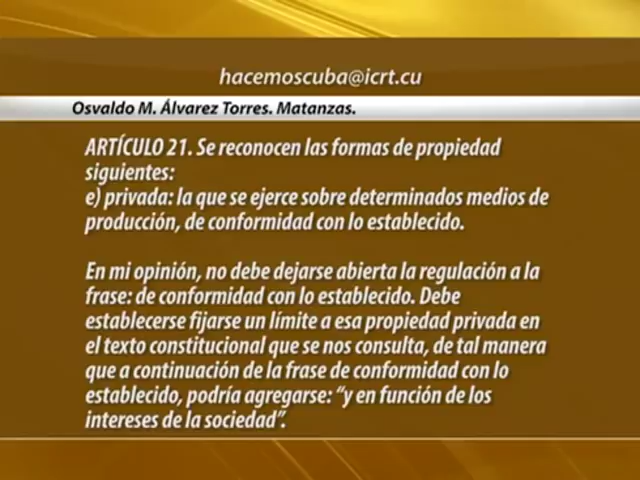 hacemoscuba@icrt.cu
Osvaldo M. Álvarez Torres. Matanzas.
ARTÍCULO 21. Se reconocen las formas de propiedad
siguientes:
e) privada: la que se ejerce sobre determinados medios de
producción, de conformidad con lo establecido.
En mi opinión, no debe dejarse abierta la regulación a la
frase: de conformidad con lo establecido. Debe
establecerse fijarse un límite a esa propiedad privada en
el texto constitucional que se nos consulta, de tal manera
que a continuación de la frase de conformidad con lo
establecido, podría agregarse: “y en función de los
intereses de la sociedad”.